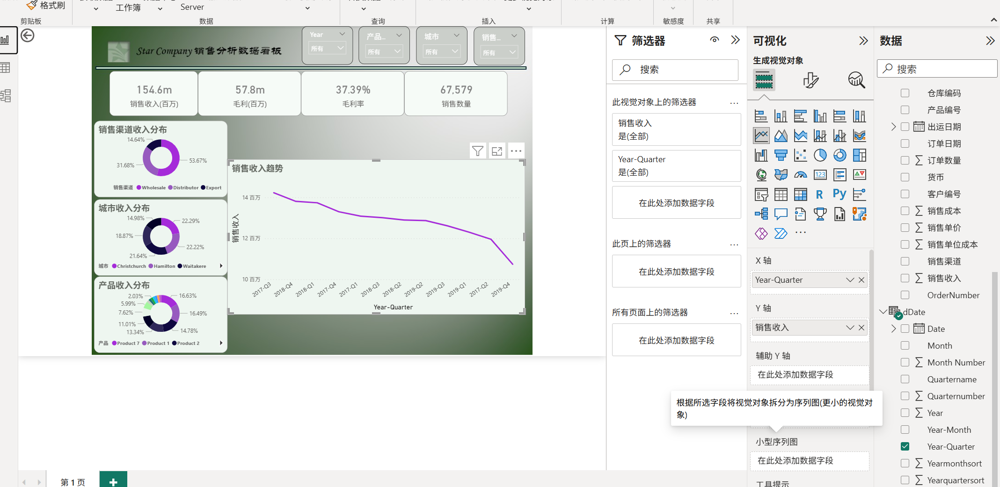 格式刷
工作簿
Server
剪贴板
数据
查询
插入
计算
敏感度
共享
Star Company 销售分析数据看板
Year
所有
产品...
所有
城市
所有
销售...
所有
154.6m
销售收入(百万)
57.8m
毛利(百万)
37.39%
毛利率
67,579
销售数量
销售渠道收入分布
14.64%
53.67%
31.68%
销售渠道 Wholesale Distributor Export
城市收入分布
14.98%
22.29%
18.87%
22.22%
21.64%
城市 Christchurch Hamilton Waitakere
产品收入分布
2.03%
16.63%
5.99%
7.62%
16.49%
11.01%
13.34%
14.78%
产品 Product 7 Product 1 Product 2
销售收入趋势
14 百万
12 百万
10 百万
销售收入
2017-Q3
2018-Q4
2018-Q1
2017-Q4
2017-Q1
2018-Q3
2018-Q2
2019-Q2
2019-Q3
2019-Q1
2017-Q2
2019-Q4
Year-Quarter
第 1 页
筛选器
搜索
此视觉对象上的筛选器
...
销售收入
是(全部)
Year-Quarter
是(全部)
在此处添加数据字段
此页上的筛选器
...
在此处添加数据字段
所有页面上的筛选器
...
在此处添加数据字段
可视化
生成视觉对象
123
R
Py
...
X 轴
Year-Quarter
Y 轴
销售收入
辅助 Y 轴
在此处添加数据字段
根据所选字段将视觉对象拆分为序列图(更小的视觉对
象)
小型序列图
在此处添加数据字段
工具提示
数据
搜索
仓库编码
产品编号
出运日期
订单日期
订单数量
货币
客户编号
销售成本
销售单价
销售单位成本
销售渠道
销售收入
OrderNumber
dDate
Date
Month
Month Number
Quartername
Quarternumber
Year
Year-Month
Year-Quarter
Yearmonthsort
Yearquartersort